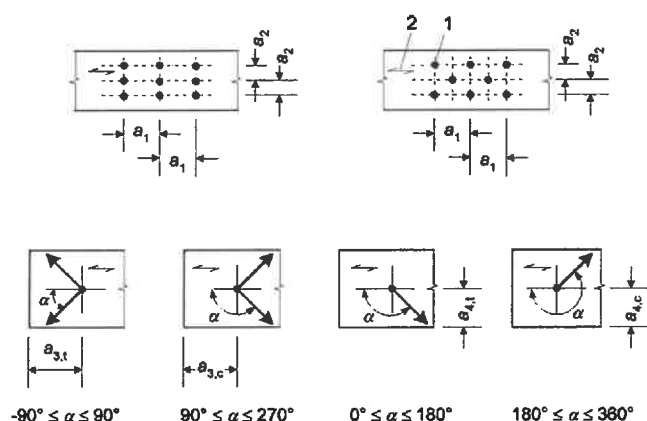 2 1
a₂ a₂
a₂ a₂
a₁ a₁
a₁ a₁
α α α α
a₄,t a₄,c
a₃,t a₃,c
-90° ≤ α ≤ 90° 90° ≤ α ≤ 270° 0° ≤ α ≤ 180° 180° ≤ α ≤ 360°